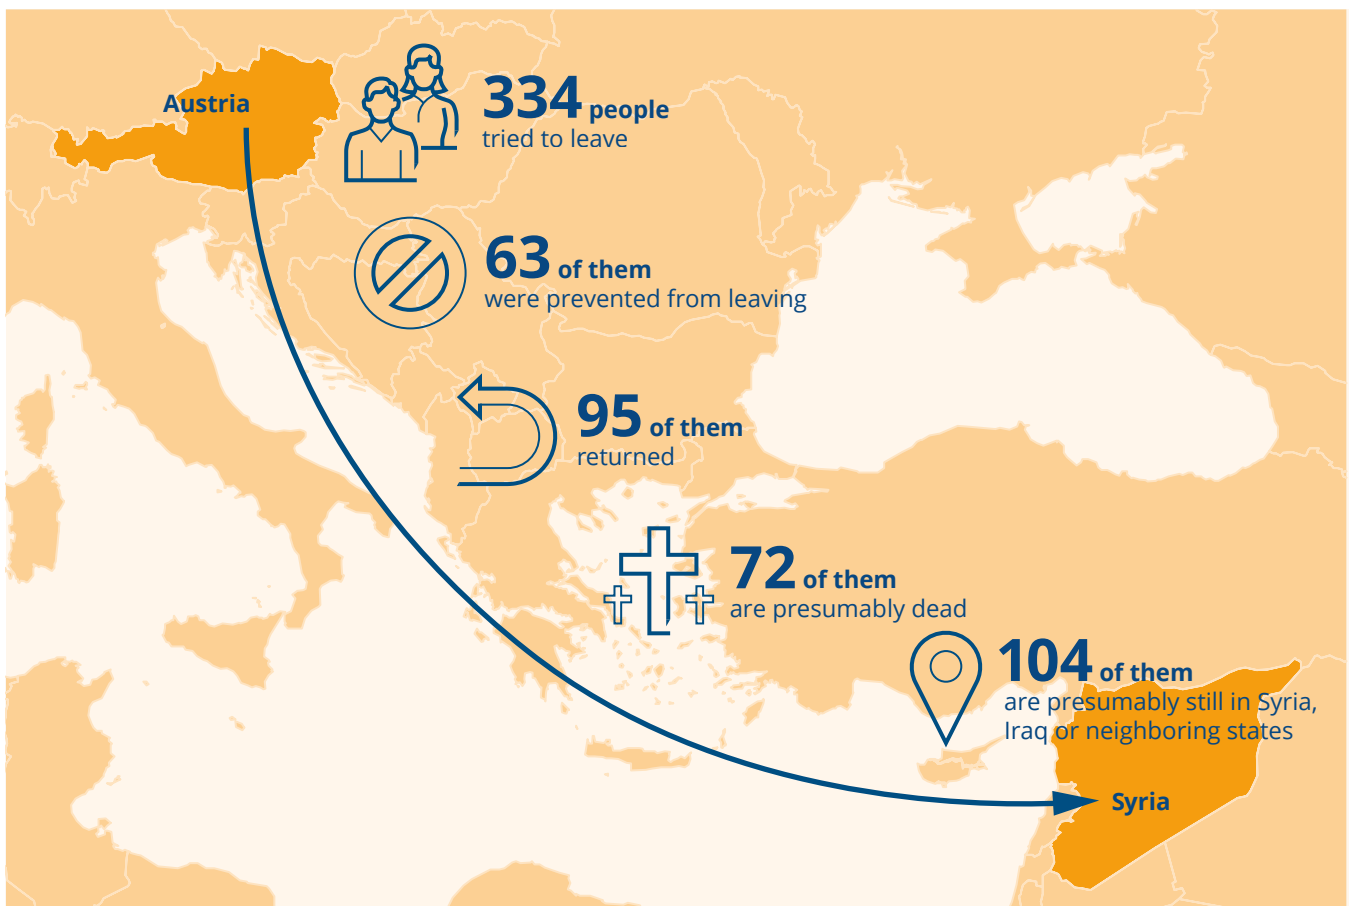 Austria
334 people
tried to leave
63 of them
were prevented from leaving
95 of them
returned
72 of them
are presumably dead
104 of them
are presumably still in Syria,
Iraq or neighboring states
Syria